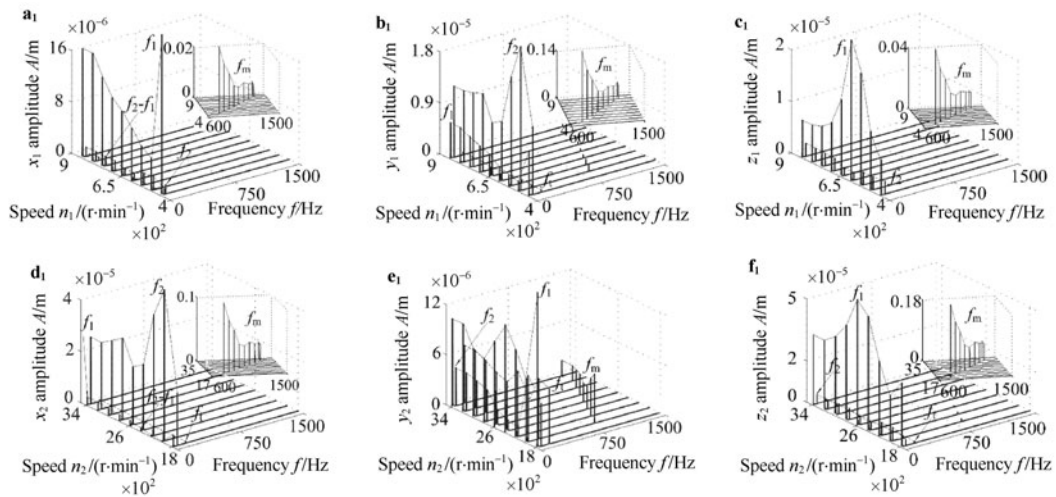 a₁
×10⁻⁶
x₁ amplitude A/m
16
12
8
4
0
f₁
f₂-f₁
f₂
0.02
0
fₘ
9
4
600
1500
9
6.5
4
0
750
1500
Speed n₁/(r·min⁻¹)
×10²
Frequency f/Hz
b₁
×10⁻⁵
y₁ amplitude A/m
1.8
0.9
0
f₂
f₁
0.14
0
fₘ
9
4
600
1500
9
6.5
4
0
750
1500
Speed n₁/(r·min⁻¹)
×10²
Frequency f/Hz
c₁
×10⁻⁵
z₁ amplitude A/m
2
1
0
f₁
f₂
0.04
0
fₘ
9
4
600
1500
9
6.5
4
0
750
1500
Speed n₁/(r·min⁻¹)
×10²
Frequency f/Hz
d₁
×10⁻⁵
x₂ amplitude A/m
4
2
0
f₁
f₂
f₁
0.1
0
fₘ
35
17
600
1500
34
26
18
0
750
1500
Speed n₂/(r·min⁻¹)
×10²
Frequency f/Hz
e₁
×10⁻⁶
y₂ amplitude A/m
12
6
0
f₂
f₁
fₘ
34
26
18
0
750
1500
Speed n₂/(r·min⁻¹)
×10²
Frequency f/Hz
f₁
×10⁻⁵
z₂ amplitude A/m
5
2
0
f₁
f₂
0.18
0
fₘ
35
17
600
1500
34
26
18
0
750
1500
Speed n₂/(r·min⁻¹)
×10²
Frequency f/Hz